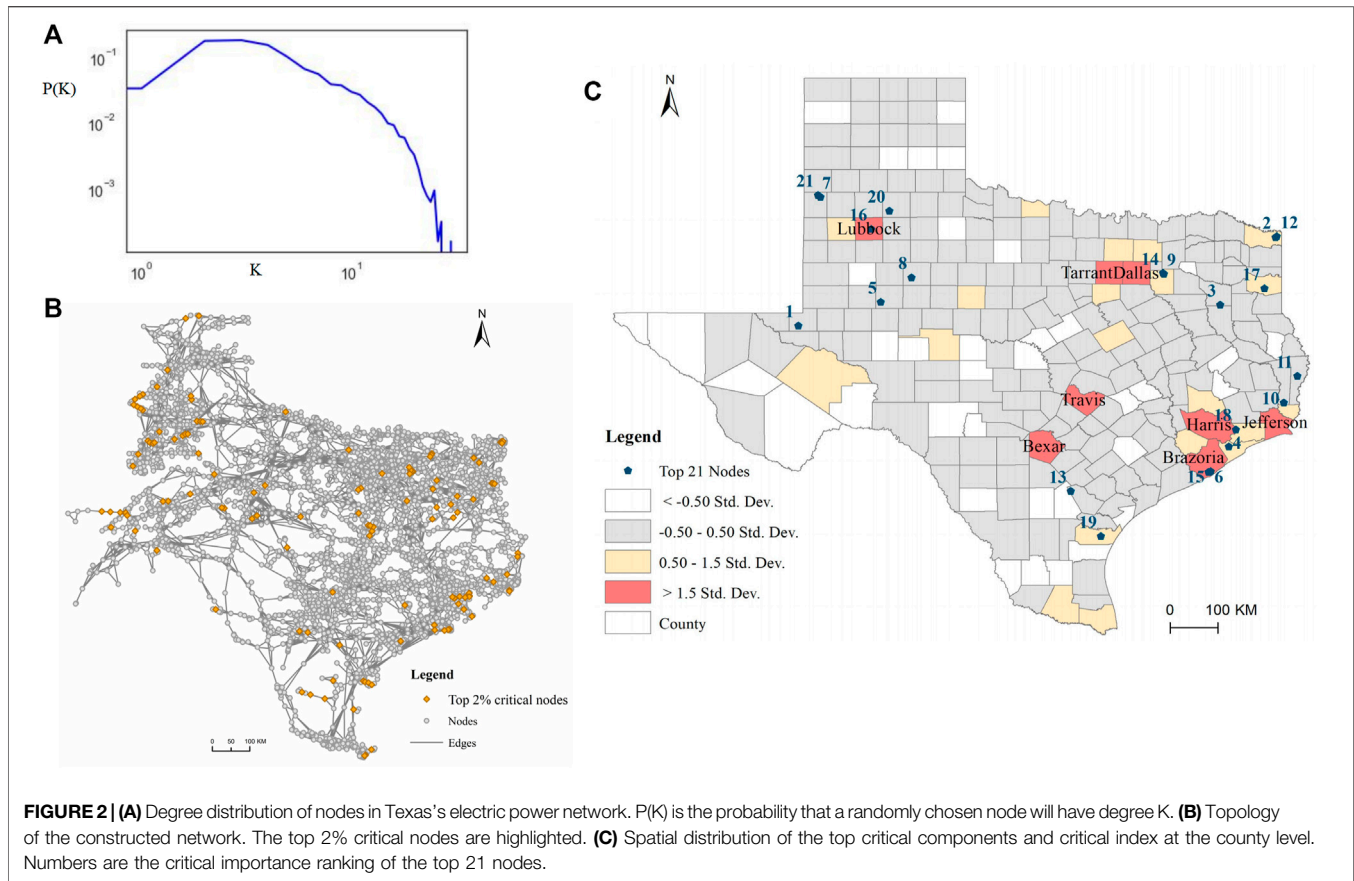 A
P(K)
10⁻¹
10⁻²
10⁻³
10⁰
10¹
K
B
N
Legend
Top 2% critical nodes
Nodes
Edges
0 50 100 KM
C
N
21 7
20
16
Lubbock
8
5
1
2 12
14 9
TarrantDallas
17
3
11
10
Travis
18
Harris
Jefferson
4
Bexar
Brazoria
15 6
13
19
Legend
Top 21 Nodes
< -0.50 Std. Dev.
-0.50 - 0.50 Std. Dev.
0.50 - 1.5 Std. Dev.
> 1.5 Std. Dev.
County
0 100 KM
FIGURE 2 | (A) Degree distribution of nodes in Texas’s electric power network. P(K) is the probability that a randomly chosen node will have degree K. (B) Topology
of the constructed network. The top 2% critical nodes are highlighted. (C) Spatial distribution of the top critical components and critical index at the county level.
Numbers are the critical importance ranking of the top 21 nodes.